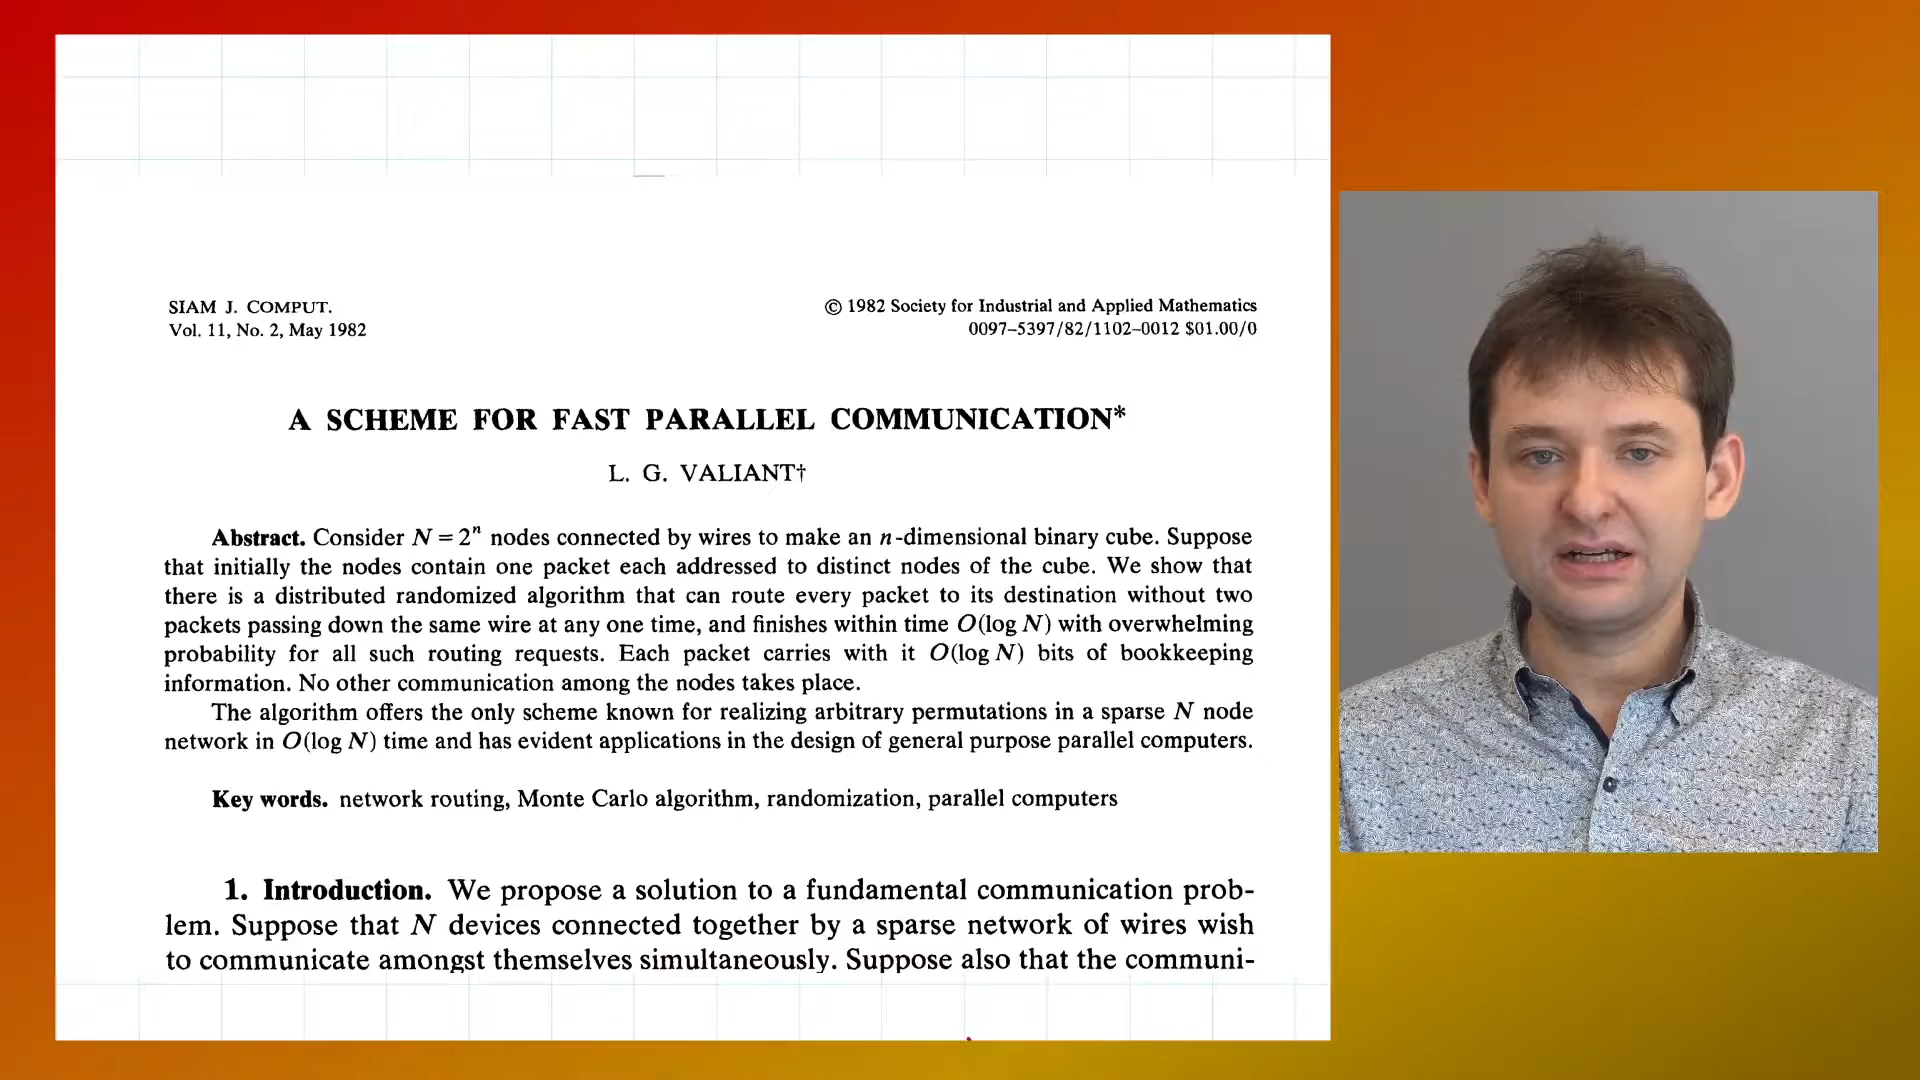 SIAM J. COMPUT.
Vol. 11, No. 2, May 1982
© 1982 Society for Industrial and Applied Mathematics
0097–5397/82/1102–0012 $01.00/0
A SCHEME FOR FAST PARALLEL COMMUNICATION*
L. G. VALIANT†
Abstract. Consider N = 2ⁿ nodes connected by wires to make an n-dimensional binary cube. Suppose
that initially the nodes contain one packet each addressed to distinct nodes of the cube. We show that
there is a distributed randomized algorithm that can route every packet to its destination without two
packets passing down the same wire at any one time, and finishes within time O(log N) with overwhelming
probability for all such routing requests. Each packet carries with it O(log N) bits of bookkeeping
information. No other communication among the nodes takes place.
The algorithm offers the only scheme known for realizing arbitrary permutations in a sparse N node
network in O(log N) time and has evident applications in the design of general purpose parallel computers.
Key words. network routing, Monte Carlo algorithm, randomization, parallel computers
1. Introduction. We propose a solution to a fundamental communication prob-
lem. Suppose that N devices connected together by a sparse network of wires wish
to communicate amongst themselves simultaneously. Suppose also that the communi-